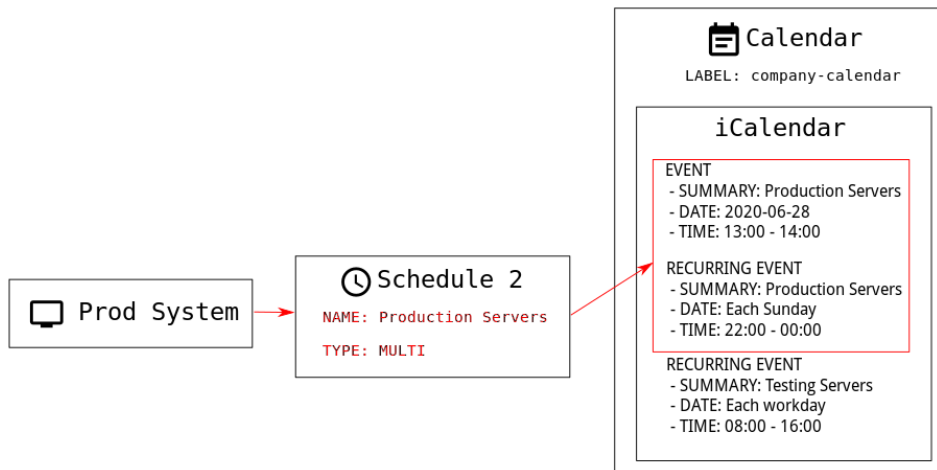 Prod System
Schedule 2
NAME: Production Servers
TYPE: MULTI
Calendar
LABEL: company-calendar
iCalendar
EVENT
- SUMMARY: Production Servers
- DATE: 2020-06-28
- TIME: 13:00 - 14:00
RECURRING EVENT
- SUMMARY: Production Servers
- DATE: Each Sunday
- TIME: 22:00 - 00:00
RECURRING EVENT
- SUMMARY: Testing Servers
- DATE: Each workday
- TIME: 08:00 - 16:00